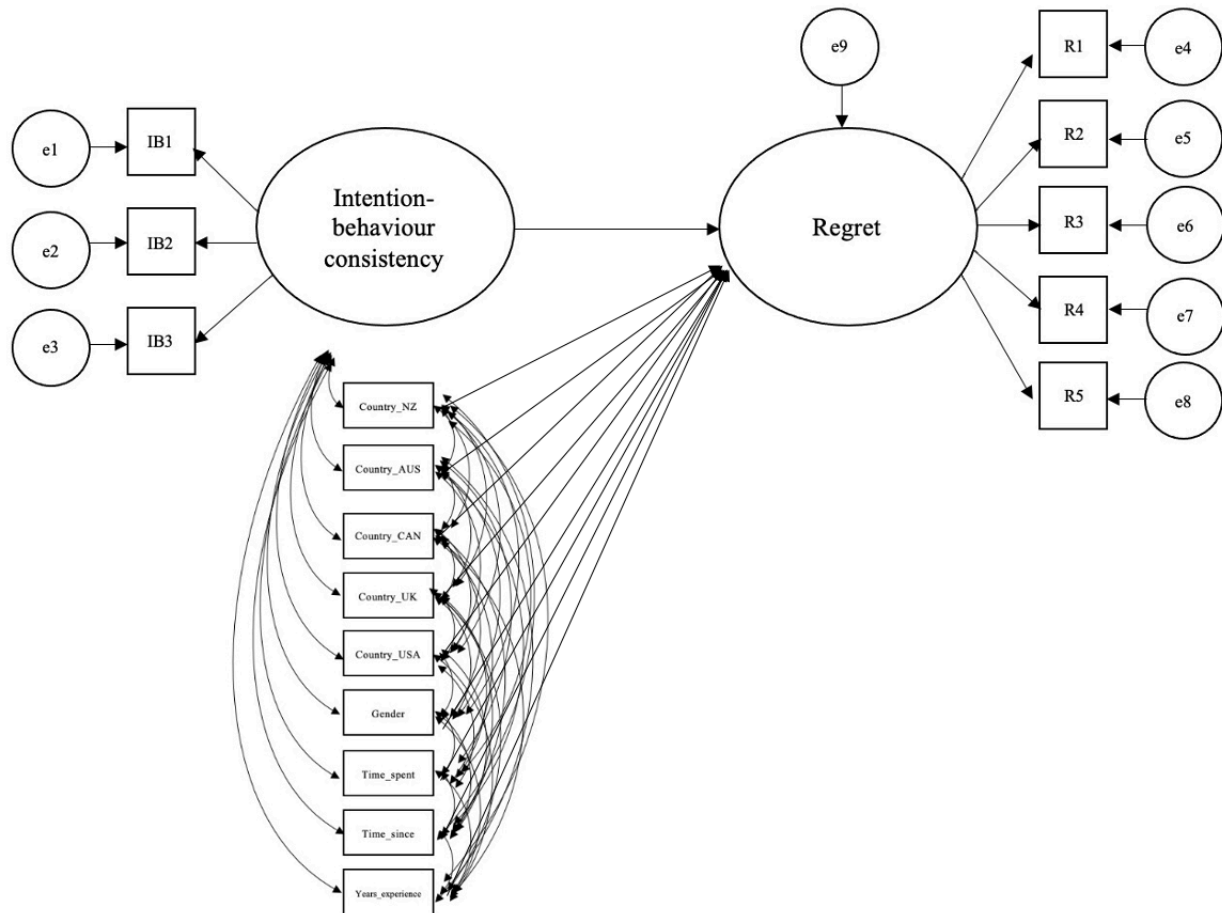 e1
IB1
e2
IB2
e3
IB3
Intention-
behaviour
consistency
e9
Regret
R1
e4
R2
e5
R3
e6
R4
e7
R5
e8
Country_NZ
Country_AUS
Country_CAN
Country_UK
Country_USA
Gender
Time_spent
Time_since
Years_experience